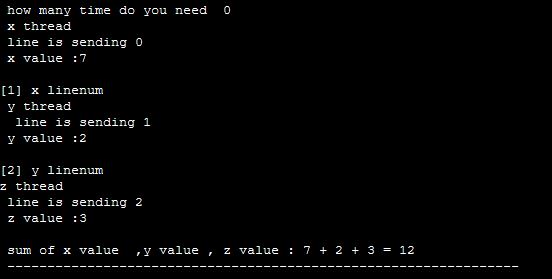 how many time do you need  0
x thread
line is sending 0
x value :7
[1] x linenum
y thread
line is sending 1
y value :2
[2] y linenum
z thread
line is sending 2
z value :3
sum of x value  ,y value , z value : 7 + 2 + 3 = 12
-----------------------------------------------------------------